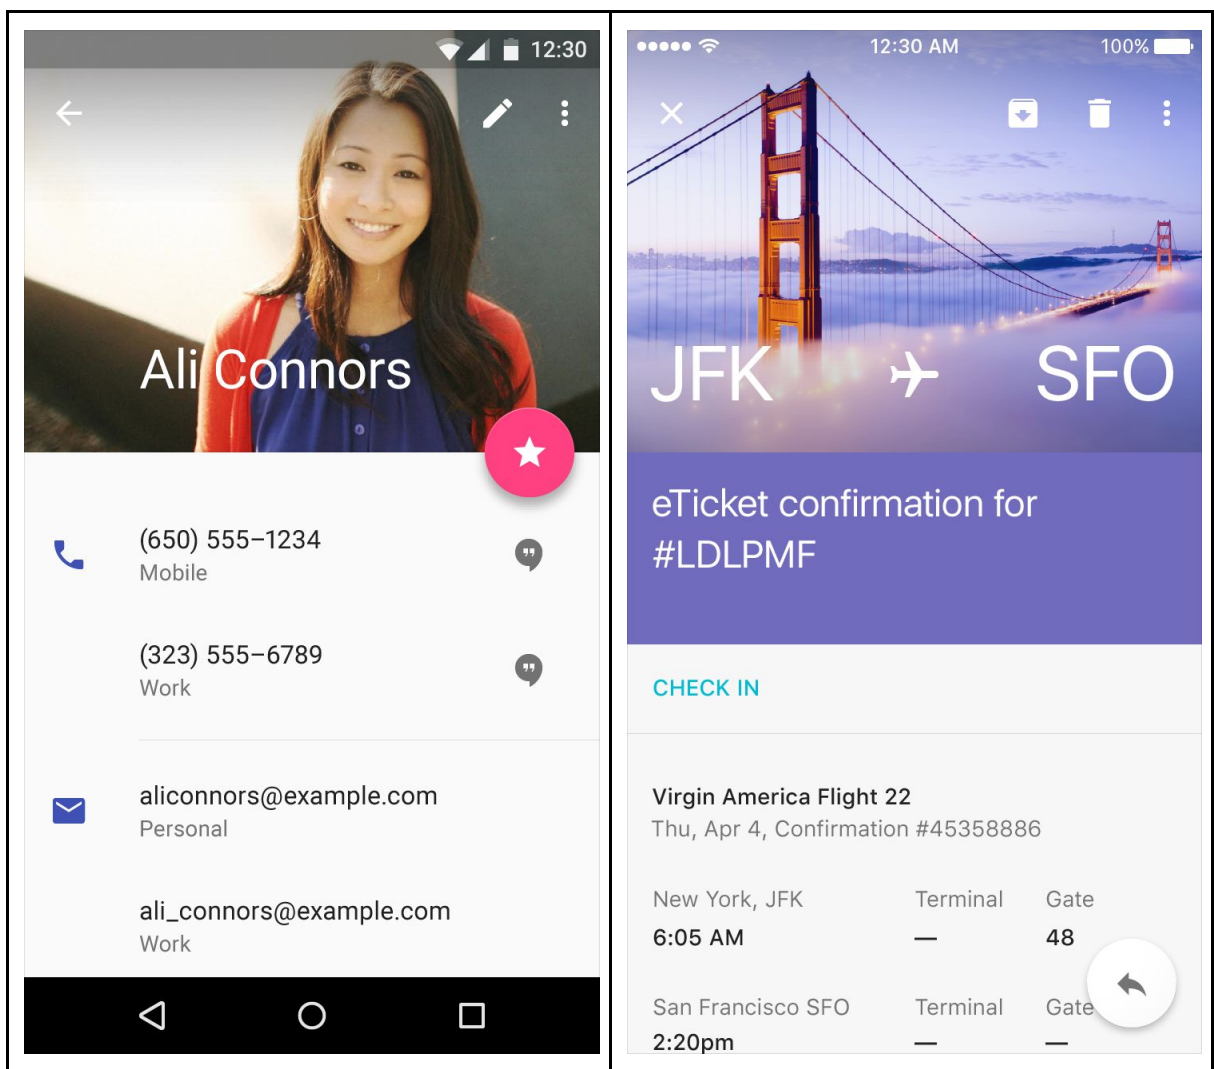 12:30
Ali Connors
(650) 555–1234
Mobile
(323) 555–6789
Work
aliconnors@example.com
Personal
ali_connors@example.com
Work
12:30 AM 100%
JFK SFO
eTicket confirmation for
#LDLPMF
CHECK IN
Virgin America Flight 22
Thu, Apr 4, Confirmation #45358886
New York, JFK Terminal Gate
6:05 AM — 48
San Francisco SFO Terminal Gate
2:20pm — —